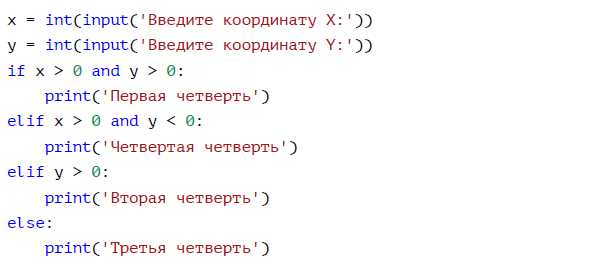 x = int(input('Введите координату X:'))
y = int(input('Введите координату Y:'))
if x > 0 and y > 0:
    print('Первая четверть')
elif x > 0 and y < 0:
    print('Четвертая четверть')
elif y > 0:
    print('Вторая четверть')
else:
    print('Третья четверть')